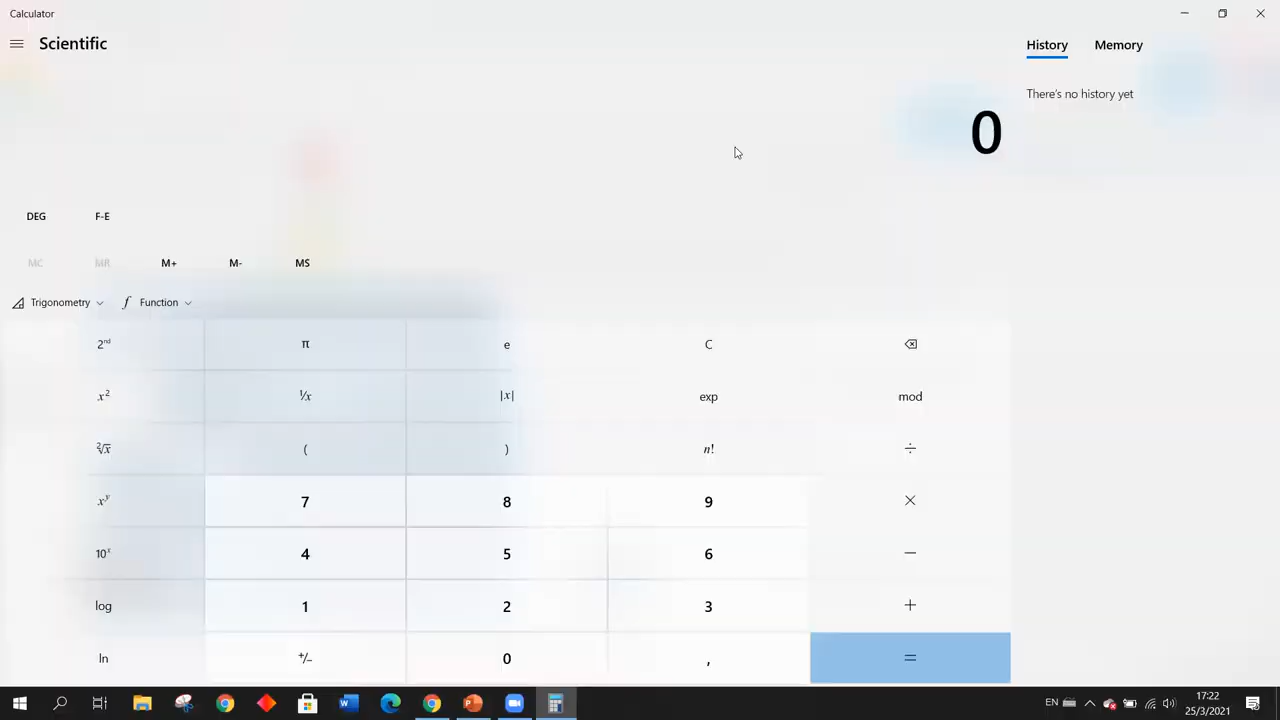 Calculator
Scientific
History Memory
There's no history yet
0
DEG F-E
MC MR M+ M- MS
Trigonometry f Function
2ⁿᵈ π e C
x² ¹/x |x| exp mod
²√x ( ) n! ÷
xʸ 7 8 9 ×
10ˣ 4 5 6 −
log 1 2 3 +
ln +/− 0 , =
EN 17:22
25/3/2021